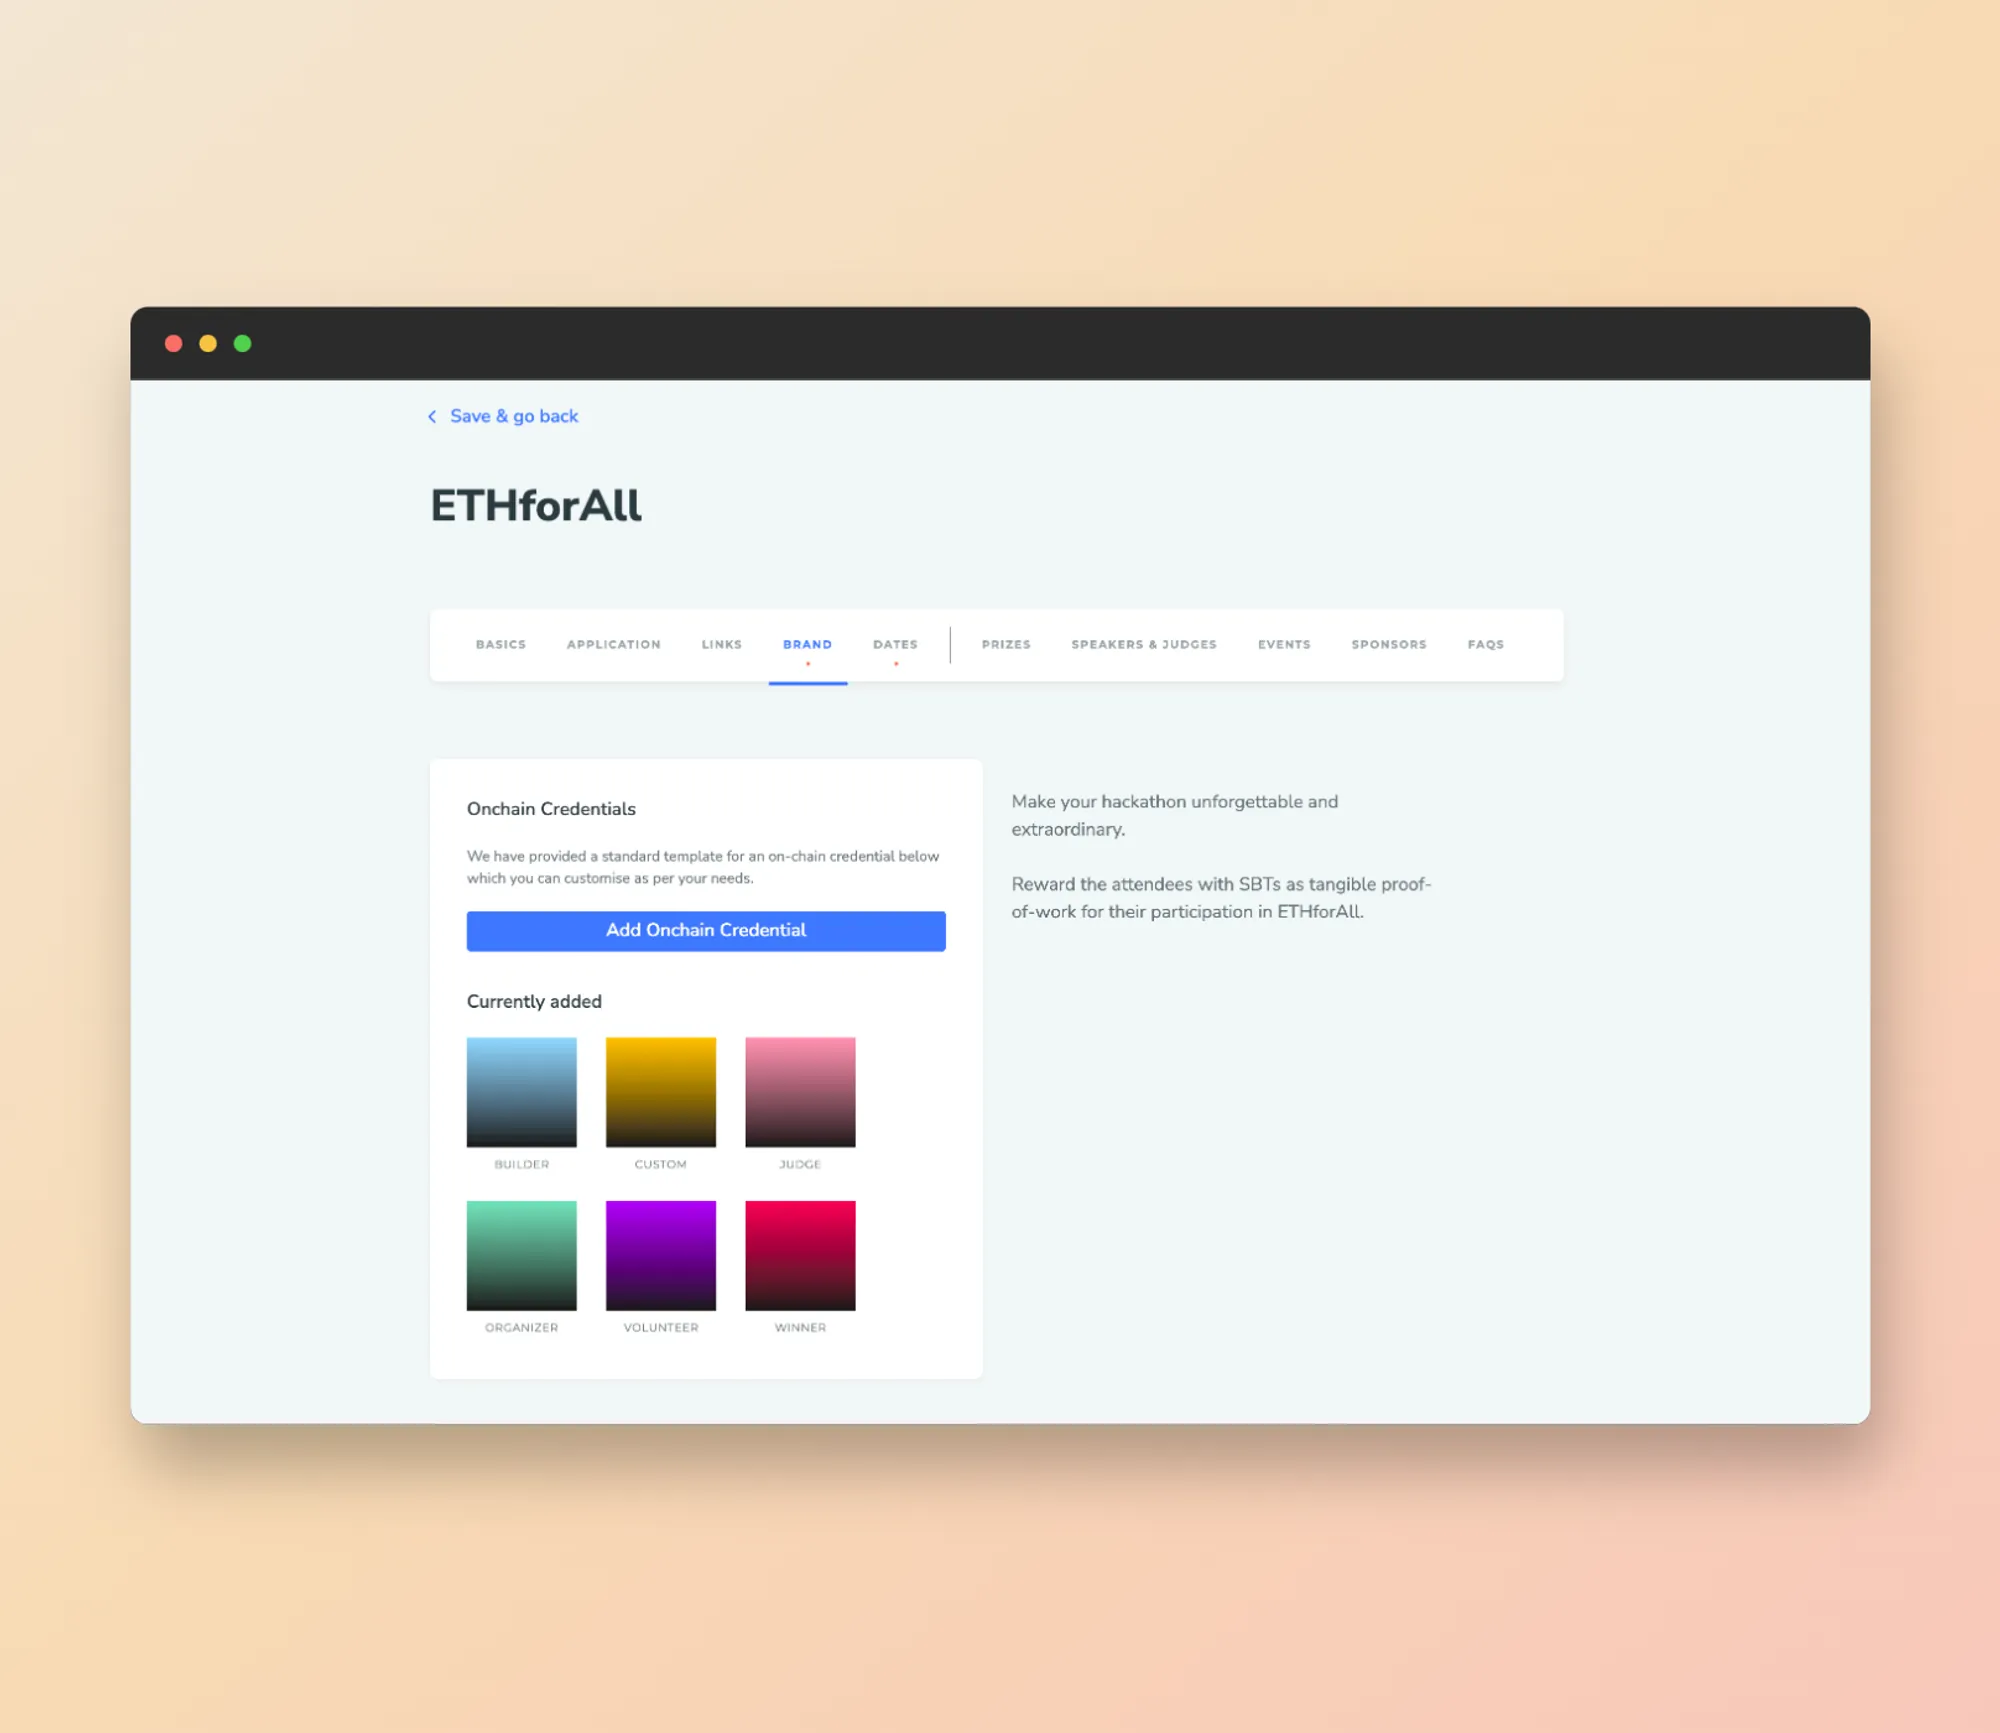 Save & go back
ETHforAll
BASICS APPLICATION LINKS BRAND DATES PRIZES SPEAKERS & JUDGES EVENTS SPONSORS FAQS
Onchain Credentials
We have provided a standard template for an on-chain credential below
which you can customise as per your needs.
Add Onchain Credential
Currently added
BUILDER CUSTOM JUDGE
ORGANIZER VOLUNTEER WINNER
Make your hackathon unforgettable and
extraordinary.
Reward the attendees with SBTs as tangible proof-
of-work for their participation in ETHforAll.